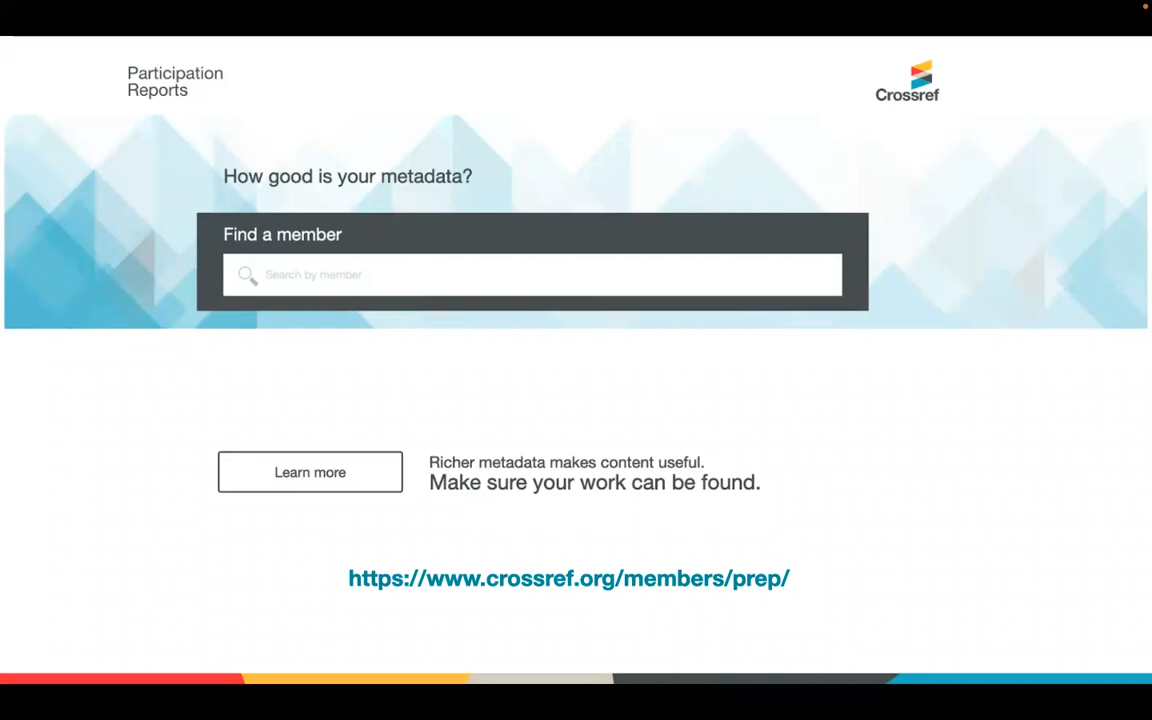 Participation
Reports
Crossref
How good is your metadata?
Find a member
Search by member
Learn more
Richer metadata makes content useful.
Make sure your work can be found.
https://www.crossref.org/members/prep/